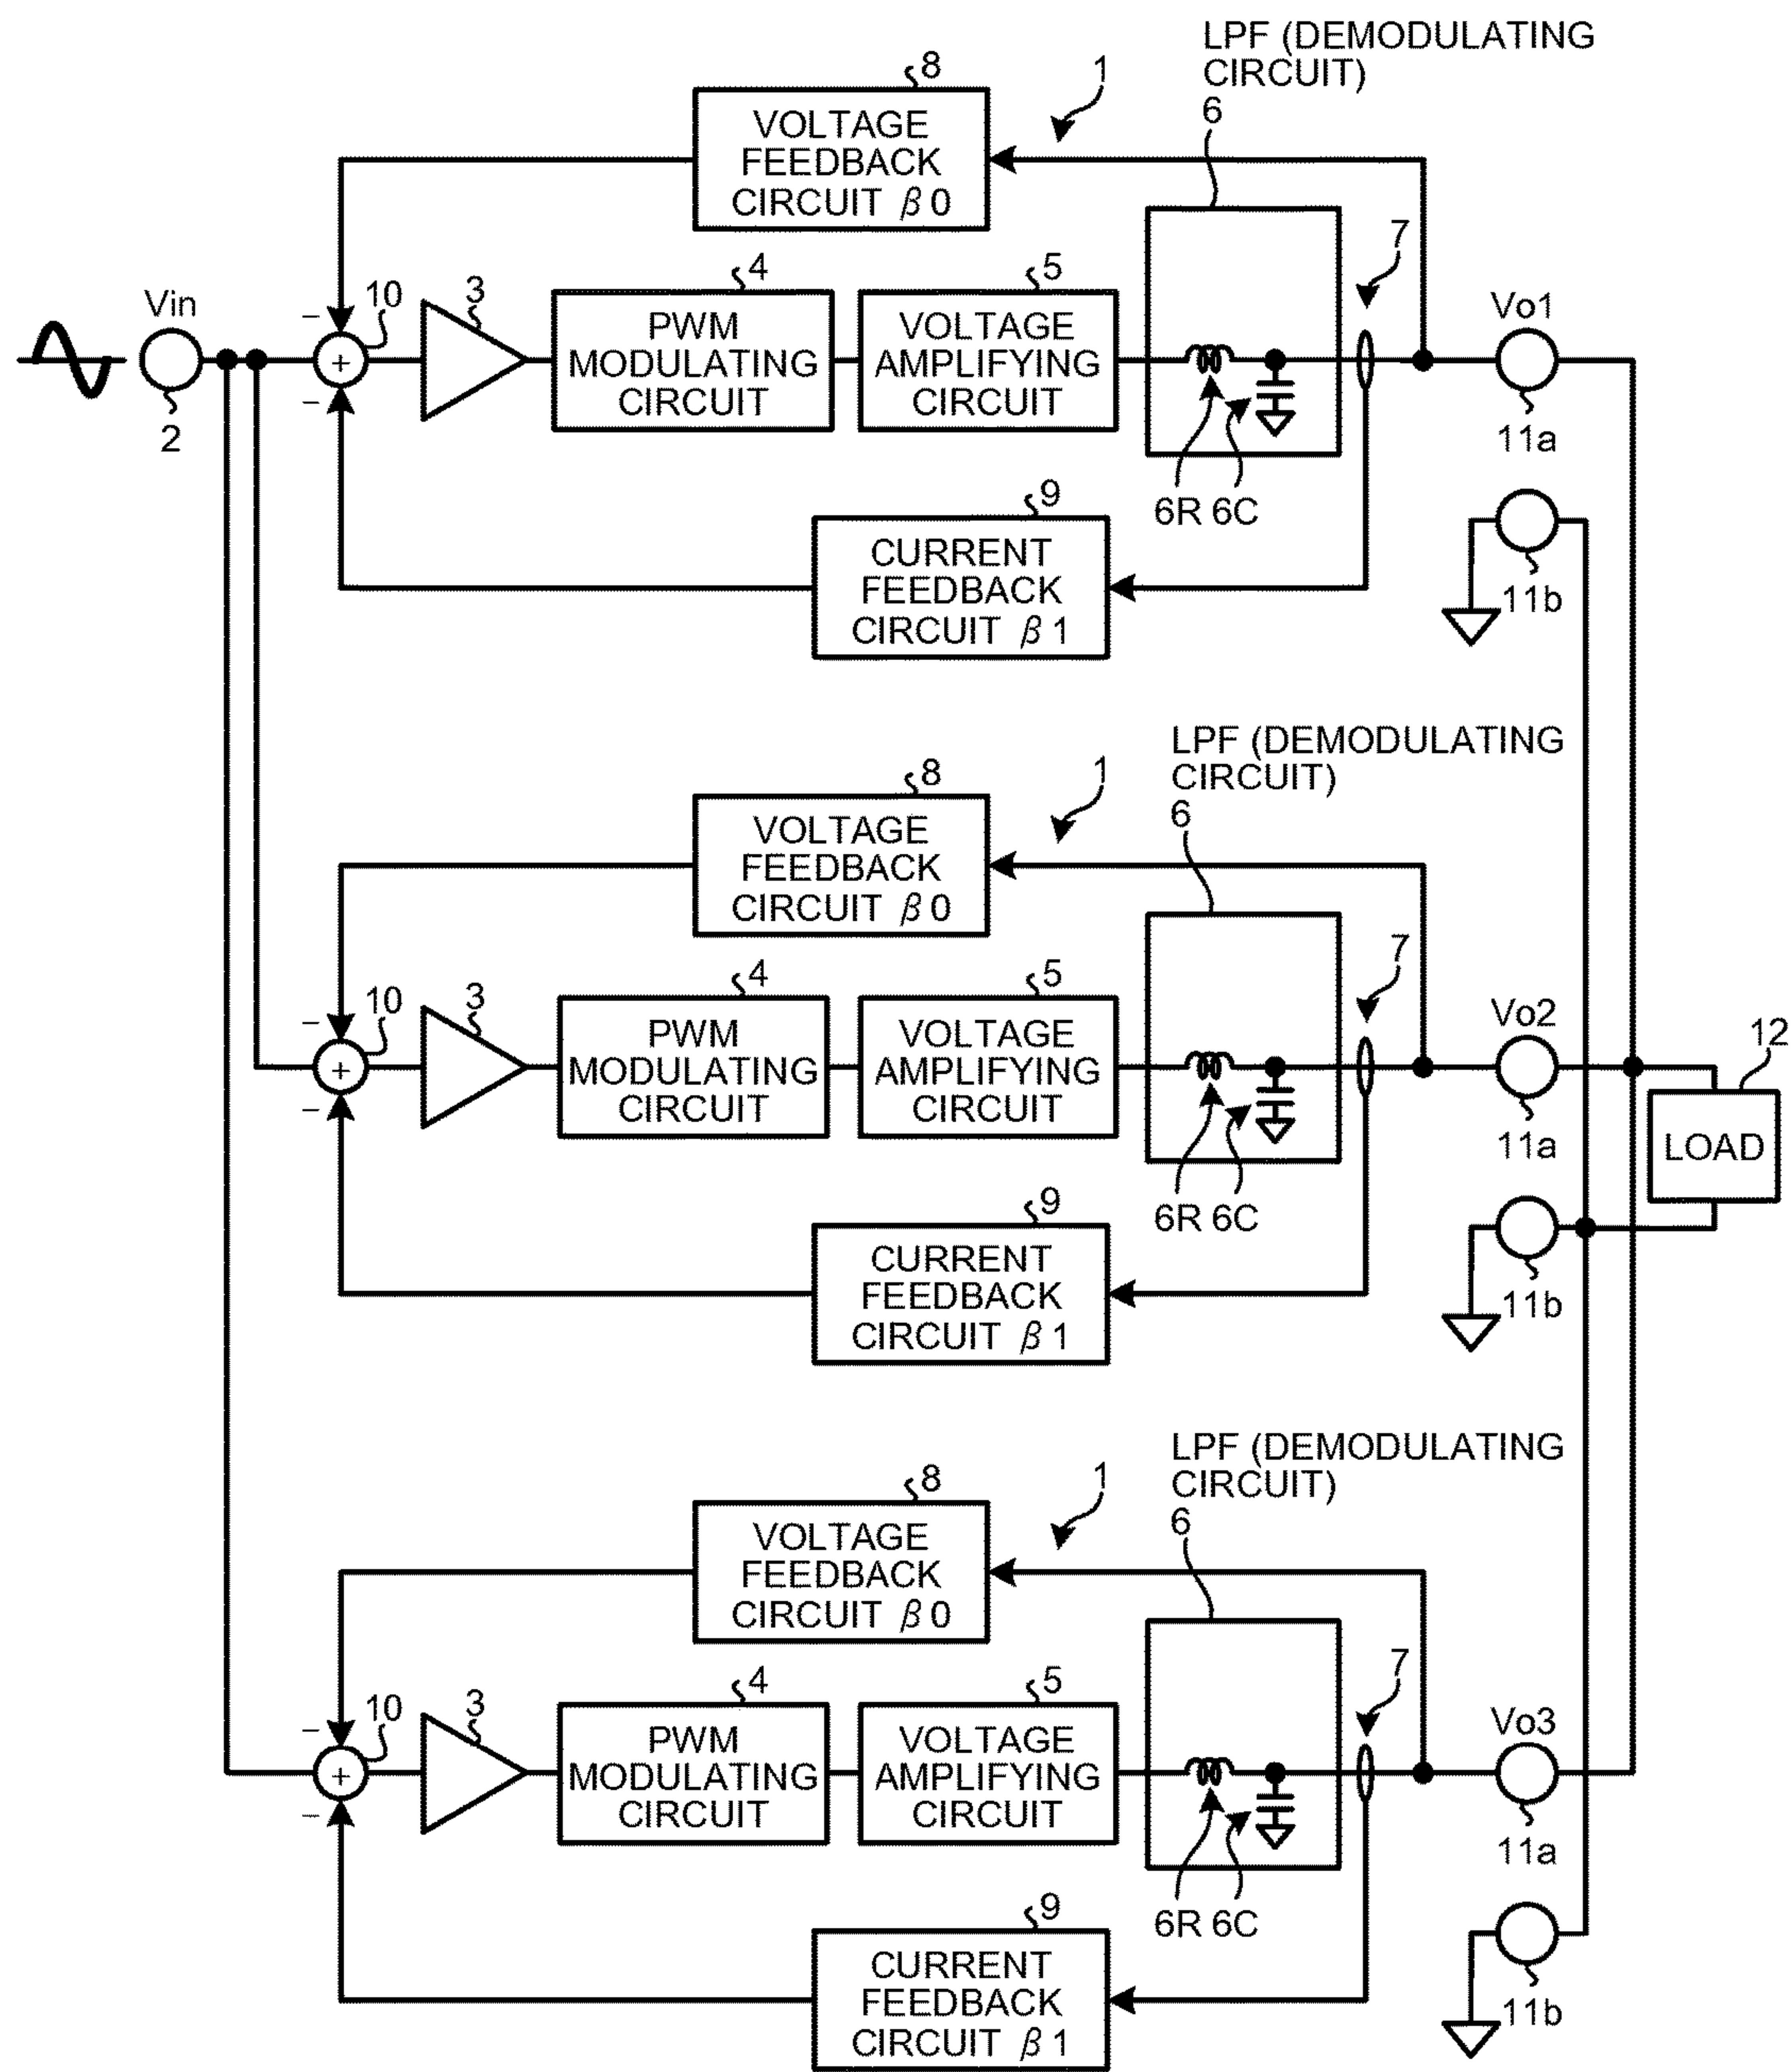 LPF (DEMODULATING
CIRCUIT)
6
8
1
VOLTAGE
FEEDBACK
CIRCUIT β0
7
Vin
10
3
4
5
Vo1
−
+
−
PWM
MODULATING
CIRCUIT
VOLTAGE
AMPLIFYING
CIRCUIT
2
11a
6R 6C
9
CURRENT
FEEDBACK
CIRCUIT β1
11b
LPF (DEMODULATING
CIRCUIT)
6
8
1
VOLTAGE
FEEDBACK
CIRCUIT β0
7
10
3
4
5
Vo2
12
−
+
−
PWM
MODULATING
CIRCUIT
VOLTAGE
AMPLIFYING
CIRCUIT
11a
LOAD
6R 6C
9
CURRENT
FEEDBACK
CIRCUIT β1
11b
LPF (DEMODULATING
CIRCUIT)
6
8
1
VOLTAGE
FEEDBACK
CIRCUIT β0
7
10
3
4
5
Vo3
−
+
−
PWM
MODULATING
CIRCUIT
VOLTAGE
AMPLIFYING
CIRCUIT
11a
6R 6C
9
CURRENT
FEEDBACK
CIRCUIT β1
11b